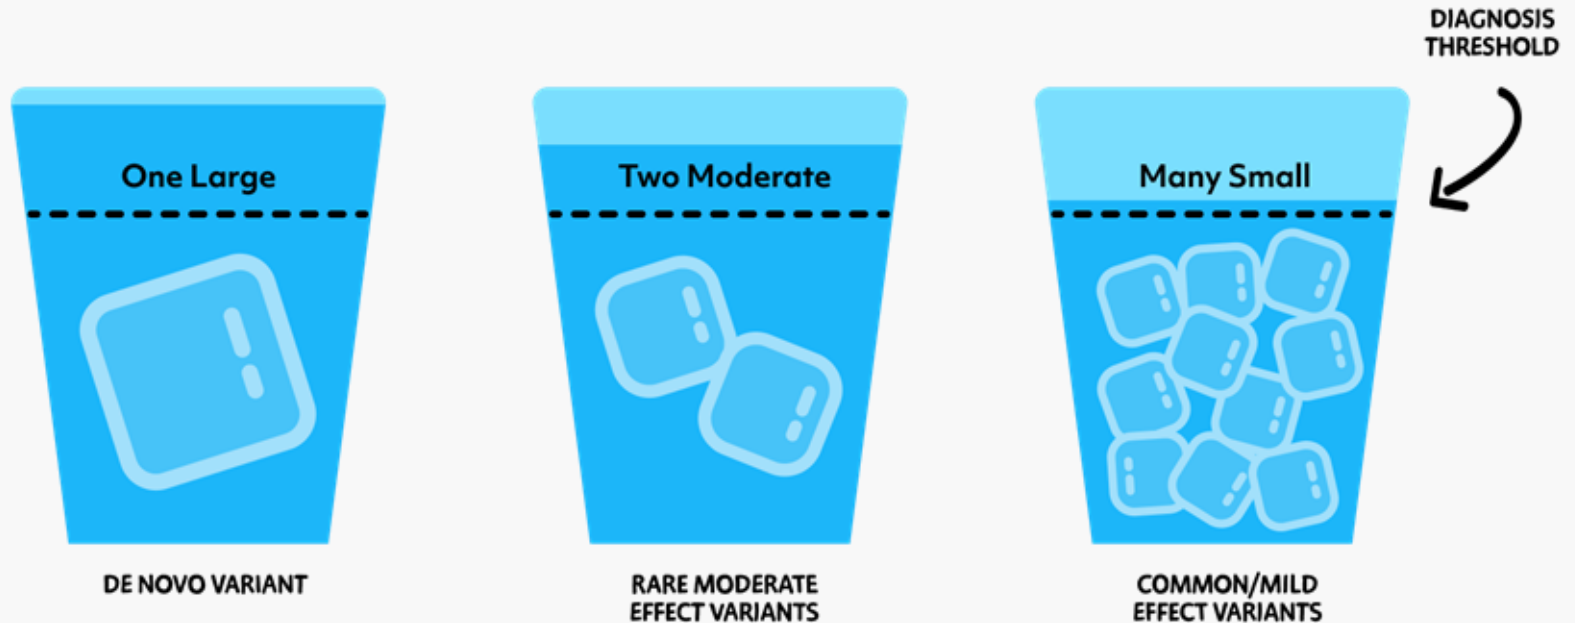 DIAGNOSIS
THRESHOLD
One Large
Two Moderate
Many Small
DE NOVO VARIANT
RARE MODERATE
EFFECT VARIANTS
COMMON/MILD
EFFECT VARIANTS